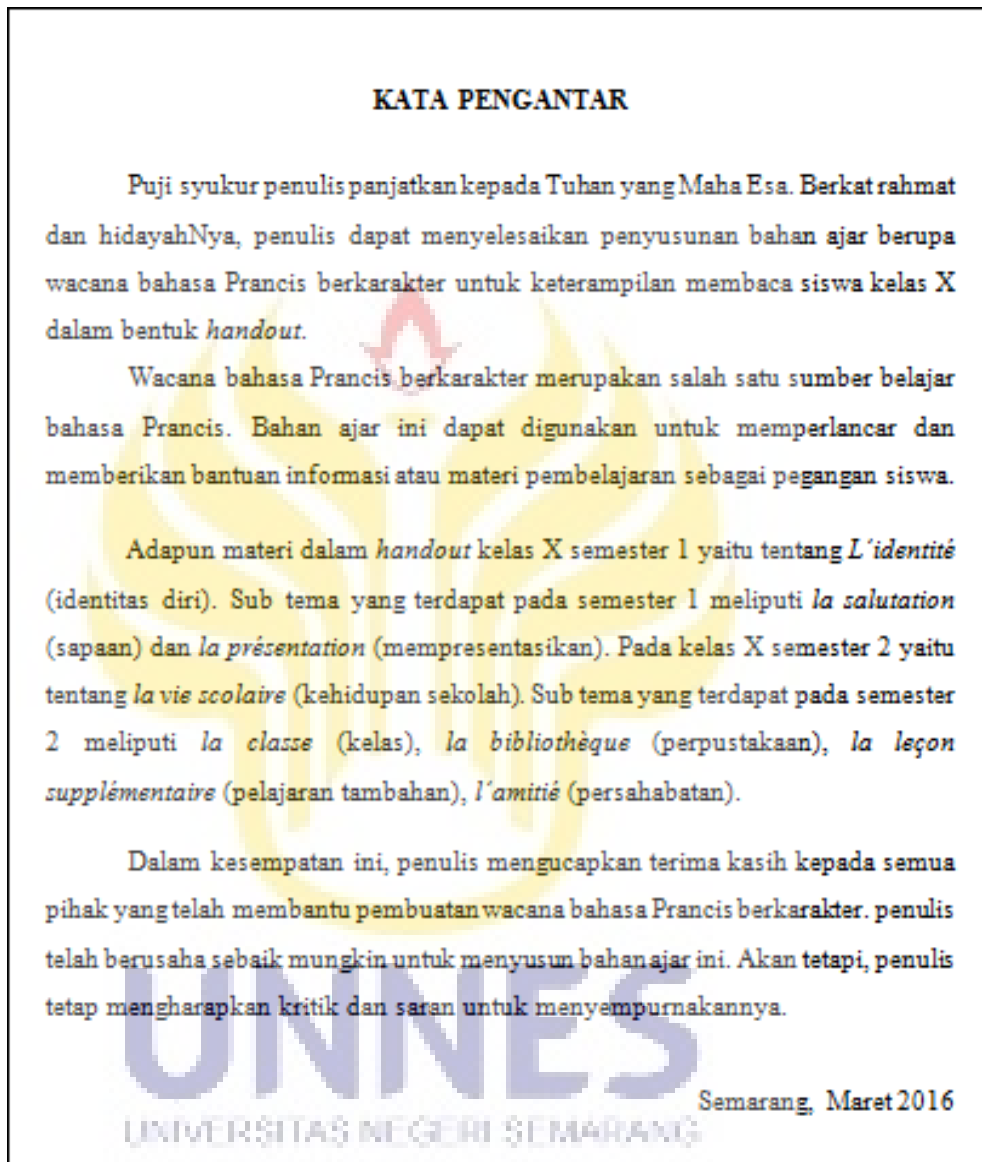 KATA PENGANTAR
Puji syukur penulis panjatkan kepada Tuhan yang Maha Esa. Berkat rahmat
dan hidayahNya, penulis dapat menyelesaikan penyusunan bahan ajar berupa
wacana bahasa Prancis berkarakter untuk keterampilan membaca siswa kelas X
dalam bentuk handout.
Wacana bahasa Prancis berkarakter merupakan salah satu sumber belajar
bahasa Prancis. Bahan ajar ini dapat digunakan untuk memperlancar dan
memberikan bantuan informasi atau materi pembelajaran sebagai pegangan siswa.
Adapun materi dalam handout kelas X semester 1 yaitu tentang L´identité
(identitas diri). Sub tema yang terdapat pada semester 1 meliputi la salutation
(sapaan) dan la présentation (mempresentasikan). Pada kelas X semester 2 yaitu
tentang la vie scolaire (kehidupan sekolah). Sub tema yang terdapat pada semester
2 meliputi la classe (kelas), la bibliothèque (perpustakaan), la leçon
supplémentaire (pelajaran tambahan), l´amitié (persahabatan).
Dalam kesempatan ini, penulis mengucapkan terima kasih kepada semua
pihak yang telah membantu pembuatan wacana bahasa Prancis berkarakter. penulis
telah berusaha sebaik mungkin untuk menyusun bahan ajar ini. Akan tetapi, penulis
tetap mengharapkan kritik dan saran untuk menyempurnakannya.
UNNES
Semarang, Maret 2016
UNIVERSITAS NEGERI SEMARANG